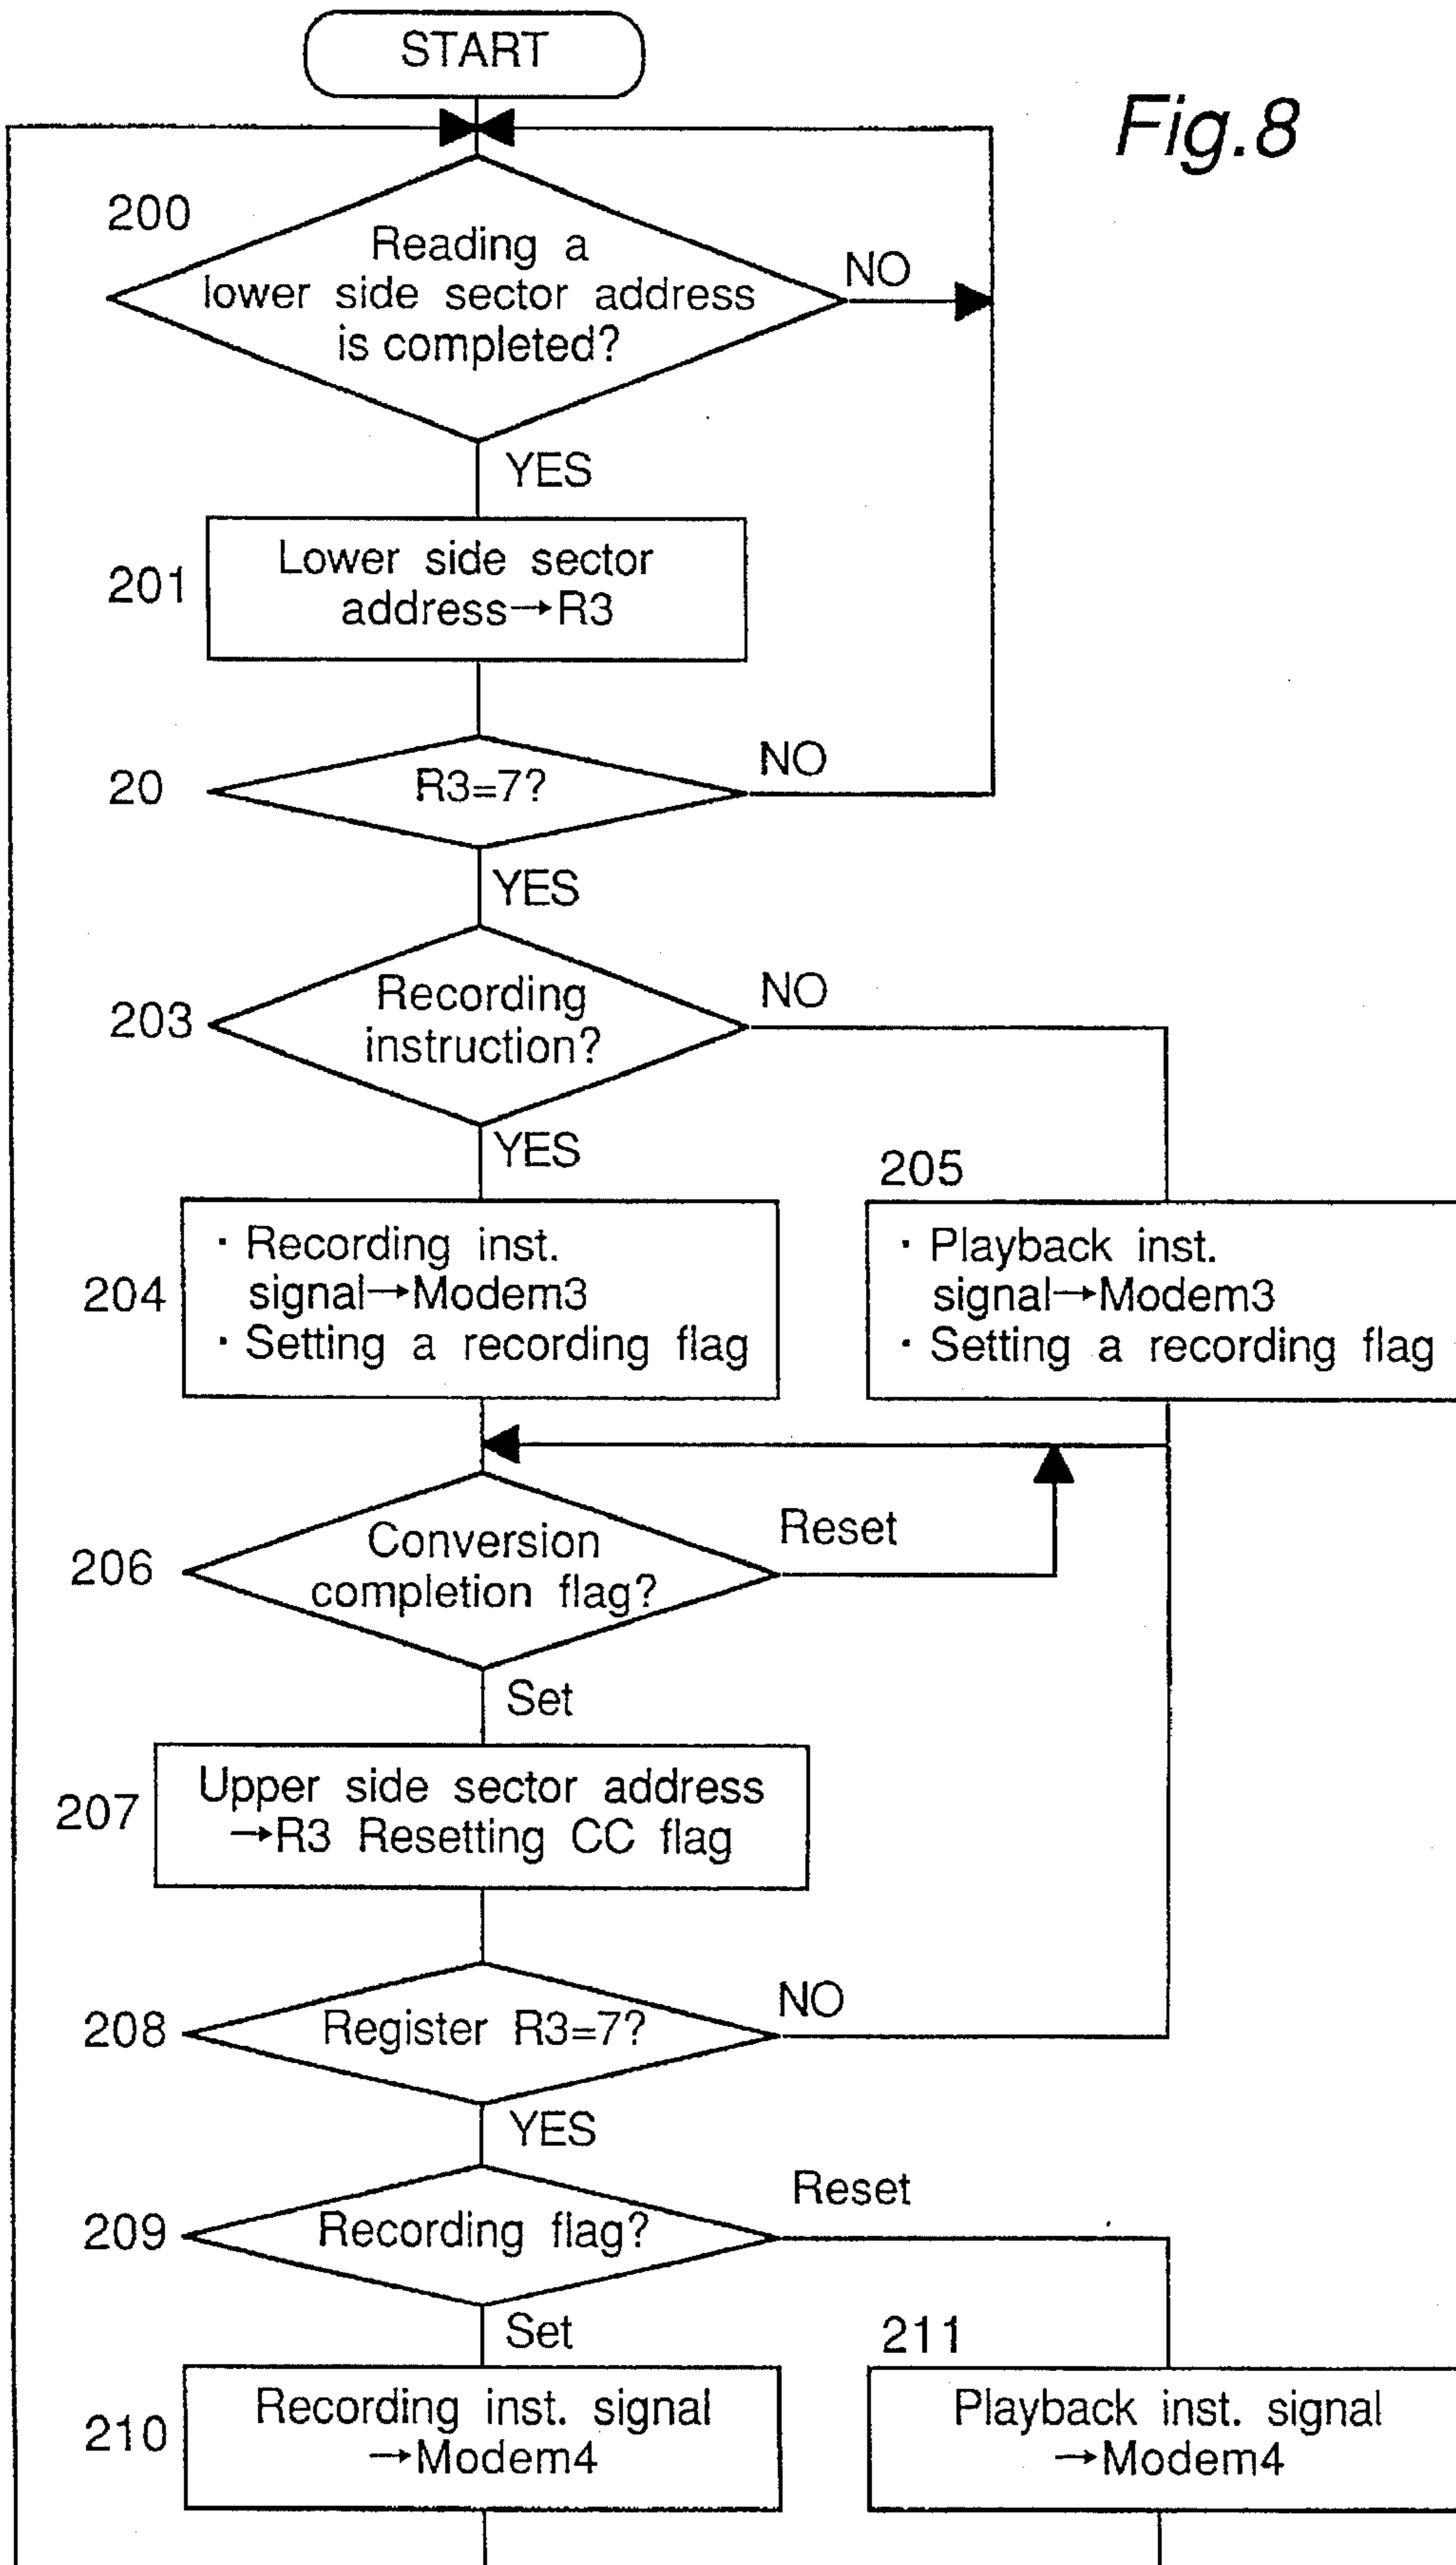 START
Fig.8
200
Reading a
lower side sector address
is completed?
NO
YES
201
Lower side sector
address→R3
20
R3=7?
NO
YES
203
Recording
instruction?
NO
YES
204
· Recording inst.
signal→Modem3
· Setting a recording flag
205
· Playback inst.
signal→Modem3
· Setting a recording flag
206
Conversion
completion flag?
Reset
Set
207
Upper side sector address
→R3 Resetting CC flag
208
Register R3=7?
NO
YES
209
Recording flag?
Reset
Set
210
Recording inst. signal
→Modem4
211
Playback inst. signal
→Modem4